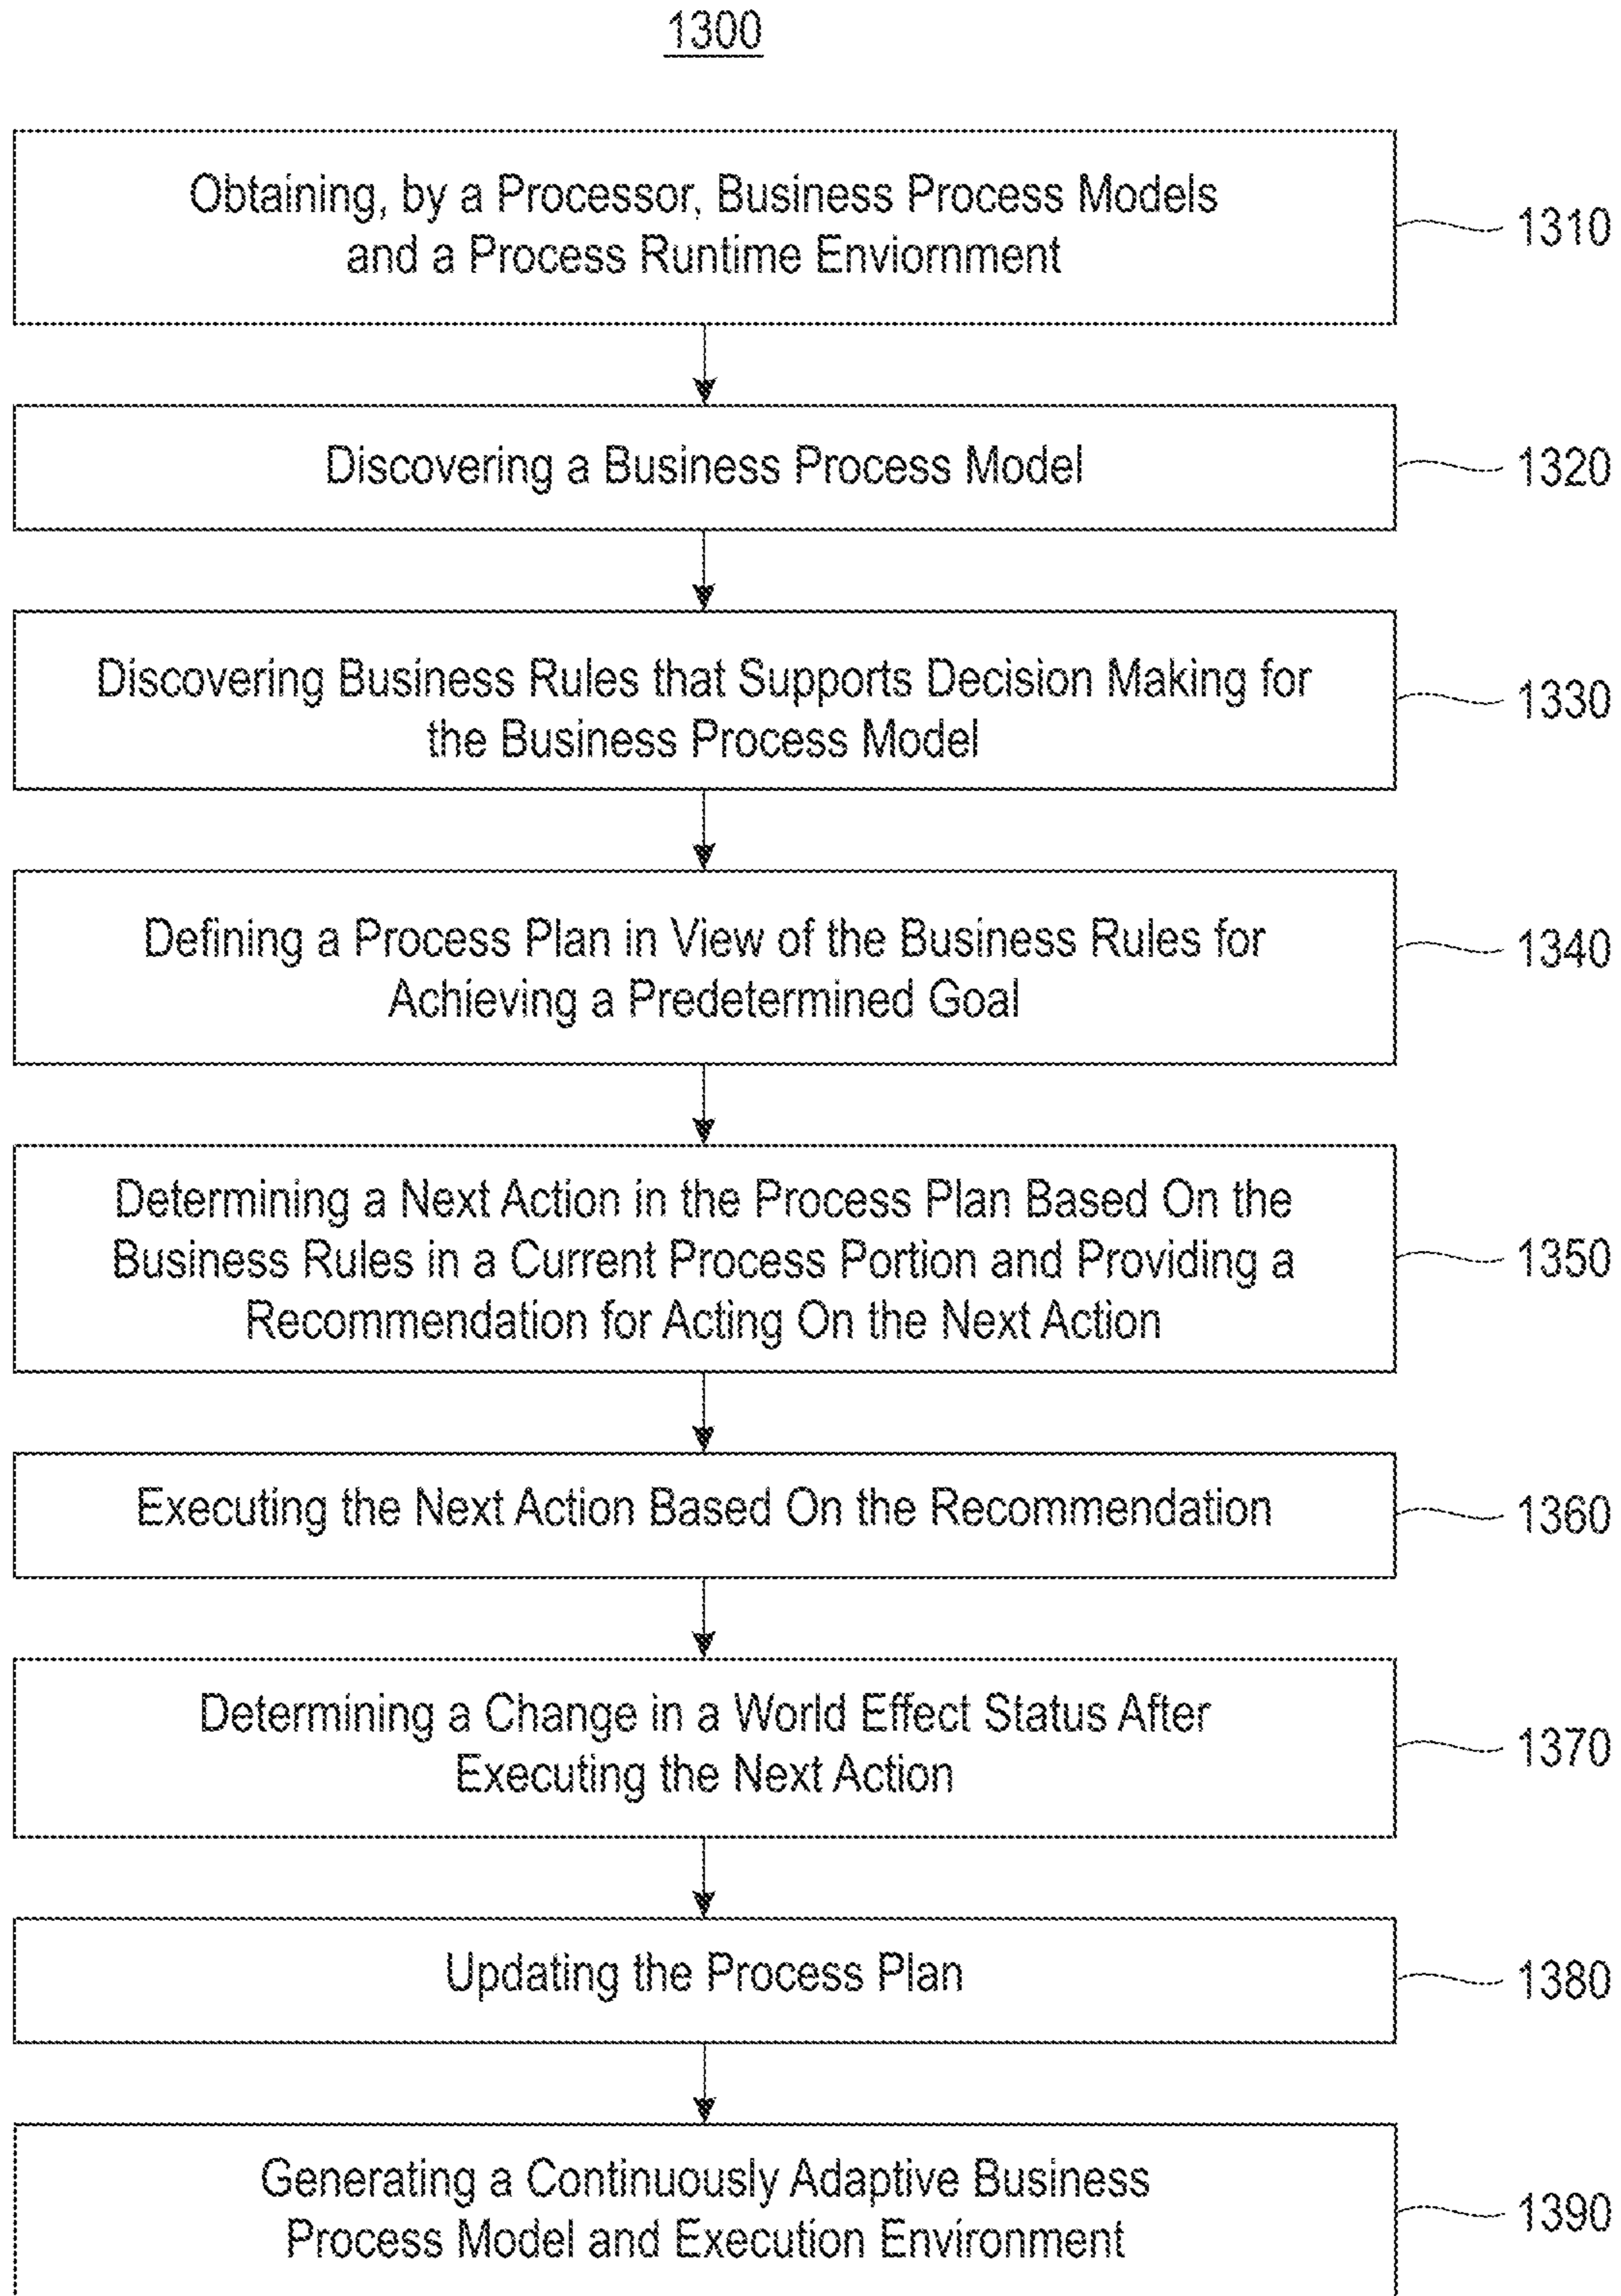 1300
Obtaining, by a Processor, Business Process Models
and a Process Runtime Enviornment
1310
Discovering a Business Process Model
1320
Discovering Business Rules that Supports Decision Making for
the Business Process Model
1330
Defining a Process Plan in View of the Business Rules for
Achieving a Predetermined Goal
1340
Determining a Next Action in the Process Plan Based On the
Business Rules in a Current Process Portion and Providing a
Recommendation for Acting On the Next Action
1350
Executing the Next Action Based On the Recommendation
1360
Determining a Change in a World Effect Status After
Executing the Next Action
1370
Updating the Process Plan
1380
Generating a Continuously Adaptive Business
Process Model and Execution Environment
1390